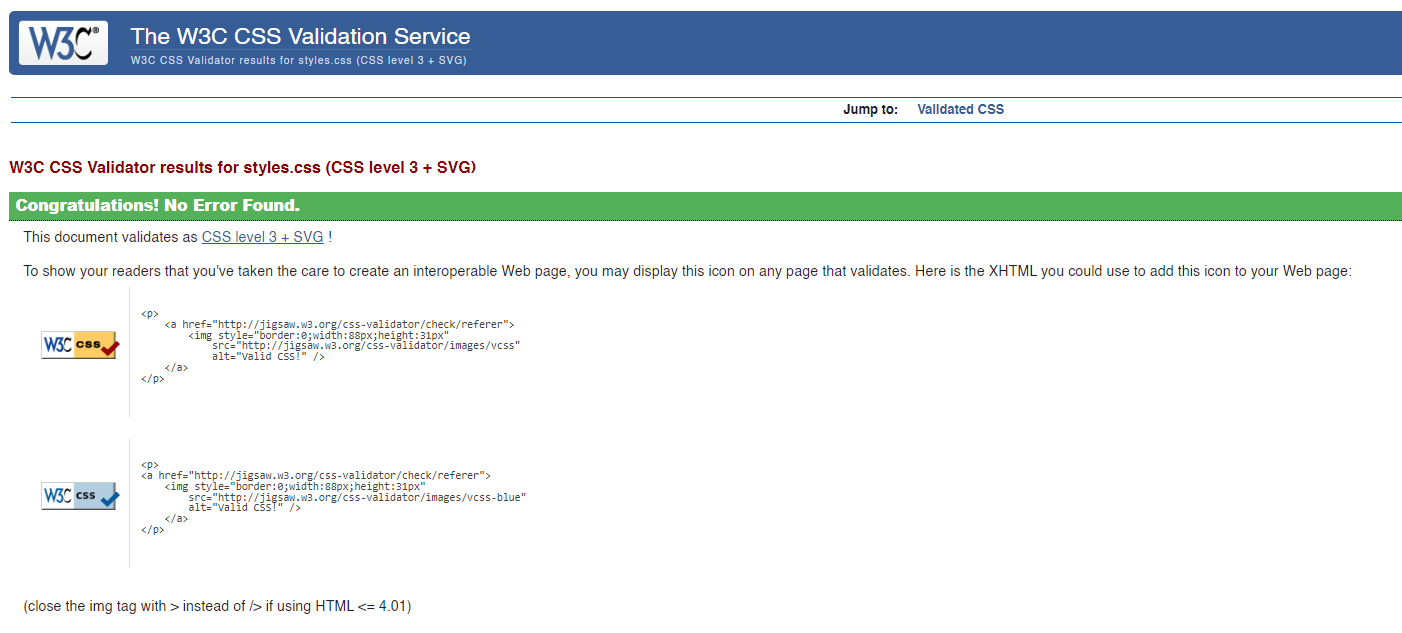 W3C®
The W3C CSS Validation Service
W3C CSS Validator results for styles.css (CSS level 3 + SVG)
Jump to: Validated CSS
W3C CSS Validator results for styles.css (CSS level 3 + SVG)
Congratulations! No Error Found.
This document validates as CSS level 3 + SVG !
To show your readers that you've taken the care to create an interoperable Web page, you may display this icon on any page that validates. Here is the XHTML you could use to add this icon to your Web page:
W3C css
<p>
<a href="http://jigsaw.w3.org/css-validator/check/referer">
<img style="border:0;width:88px;height:31px"
src="http://jigsaw.w3.org/css-validator/images/vcss"
alt="Valid CSS!" />
</a>
</p>
W3C css
<p>
<a href="http://jigsaw.w3.org/css-validator/check/referer">
<img style="border:0;width:88px;height:31px"
src="http://jigsaw.w3.org/css-validator/images/vcss-blue"
alt="Valid CSS!" />
</a>
</p>
(close the img tag with > instead of /> if using HTML <= 4.01)